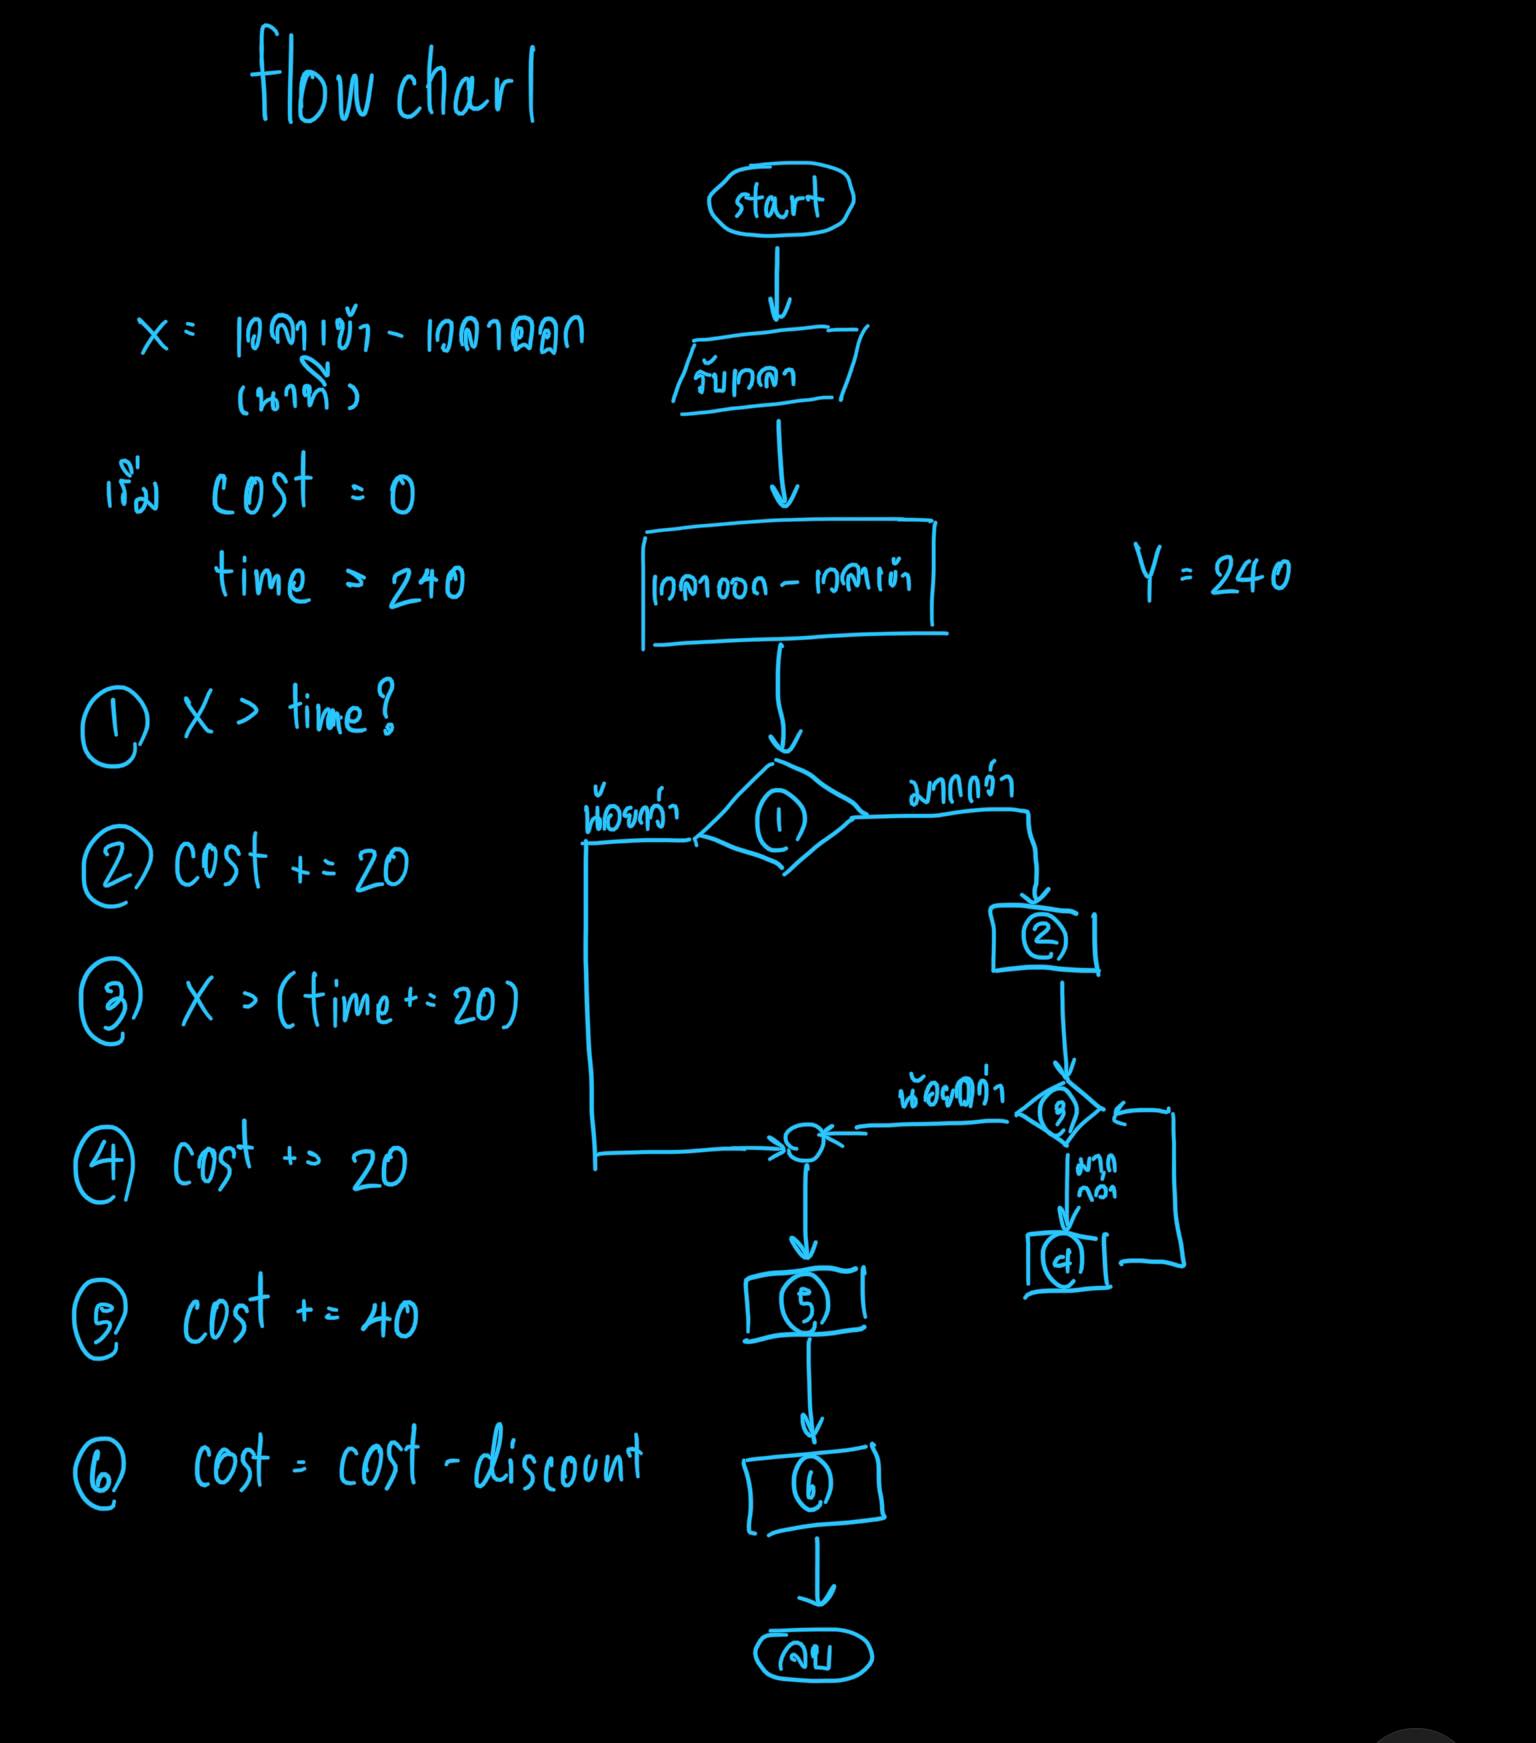 flow chart
start
x = เวลาเข้า - เวลาออก
(นาที)
รับเวลา
เริ่ม cost = 0
time = 240
เวลาออก - เวลาเข้า
Y = 240
① X > time?
น้อยกว่า
①
มากกว่า
② cost += 20
②
③ X > (time += 20)
น้อยกว่า
③
④ cost += 20
มาก
กว่า
④
⑤ cost += 40
⑤
⑥ cost = cost - discount
⑥
จบ